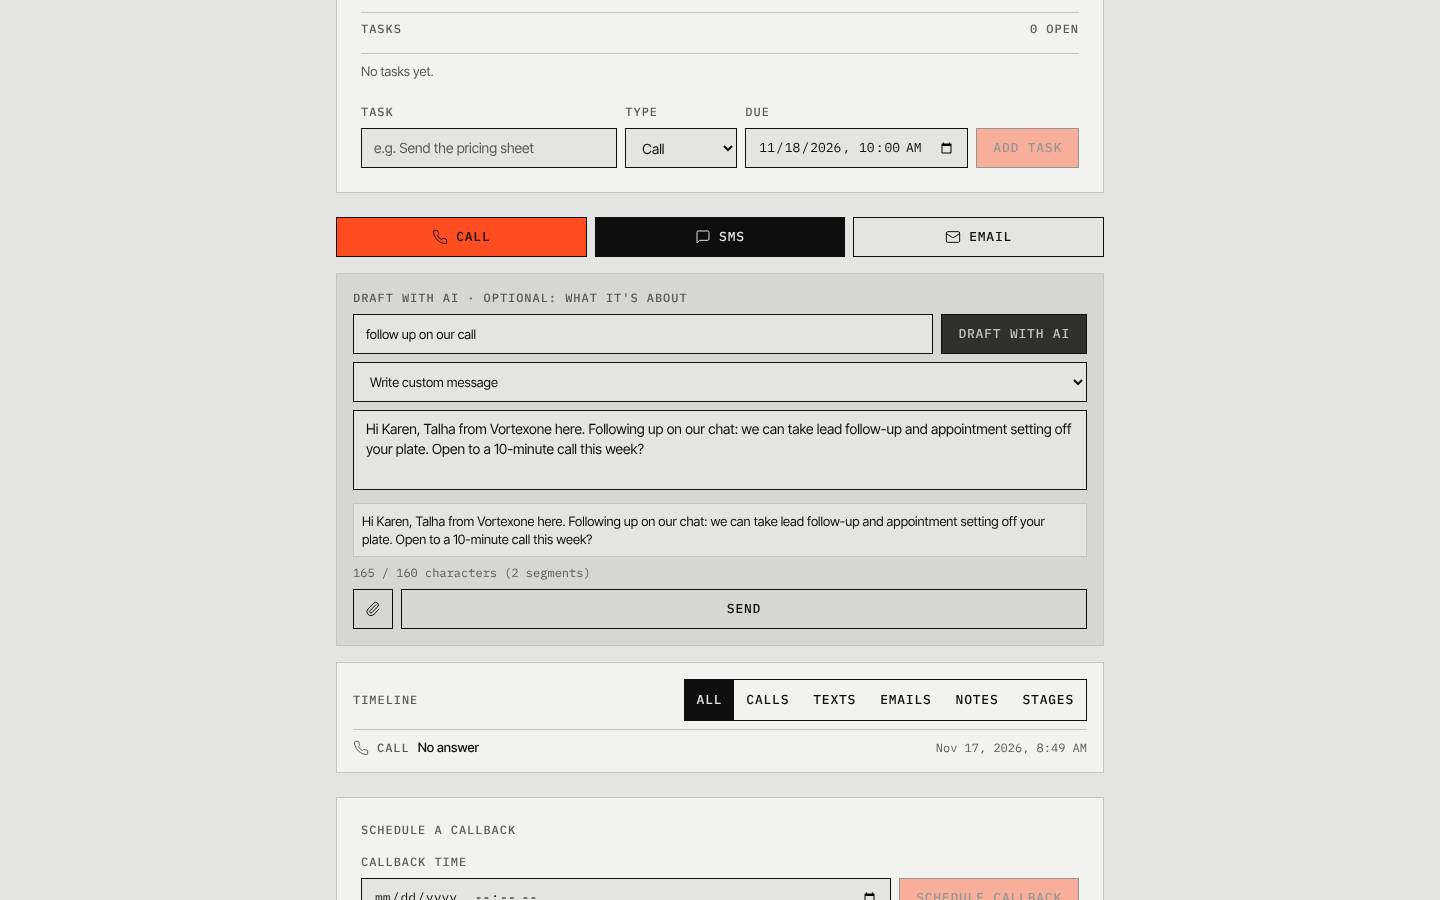 TASKS 0 OPEN
No tasks yet.
TASK TYPE DUE
e.g. Send the pricing sheet Call 11/18/2026, 10:00 AM ADD TASK
CALL SMS EMAIL
DRAFT WITH AI · OPTIONAL: WHAT IT'S ABOUT
follow up on our call DRAFT WITH AI
Write custom message
Hi Karen, Talha from Vortexone here. Following up on our chat: we can take lead follow-up and appointment setting off
your plate. Open to a 10-minute call this week?
Hi Karen, Talha from Vortexone here. Following up on our chat: we can take lead follow-up and appointment setting off your
plate. Open to a 10-minute call this week?
165 / 160 characters (2 segments)
SEND
TIMELINE ALL CALLS TEXTS EMAILS NOTES STAGES
CALL No answer Nov 17, 2026, 8:49 AM
SCHEDULE A CALLBACK
CALLBACK TIME
mm/dd/yyyy, --:-- -- SCHEDULE CALLBACK